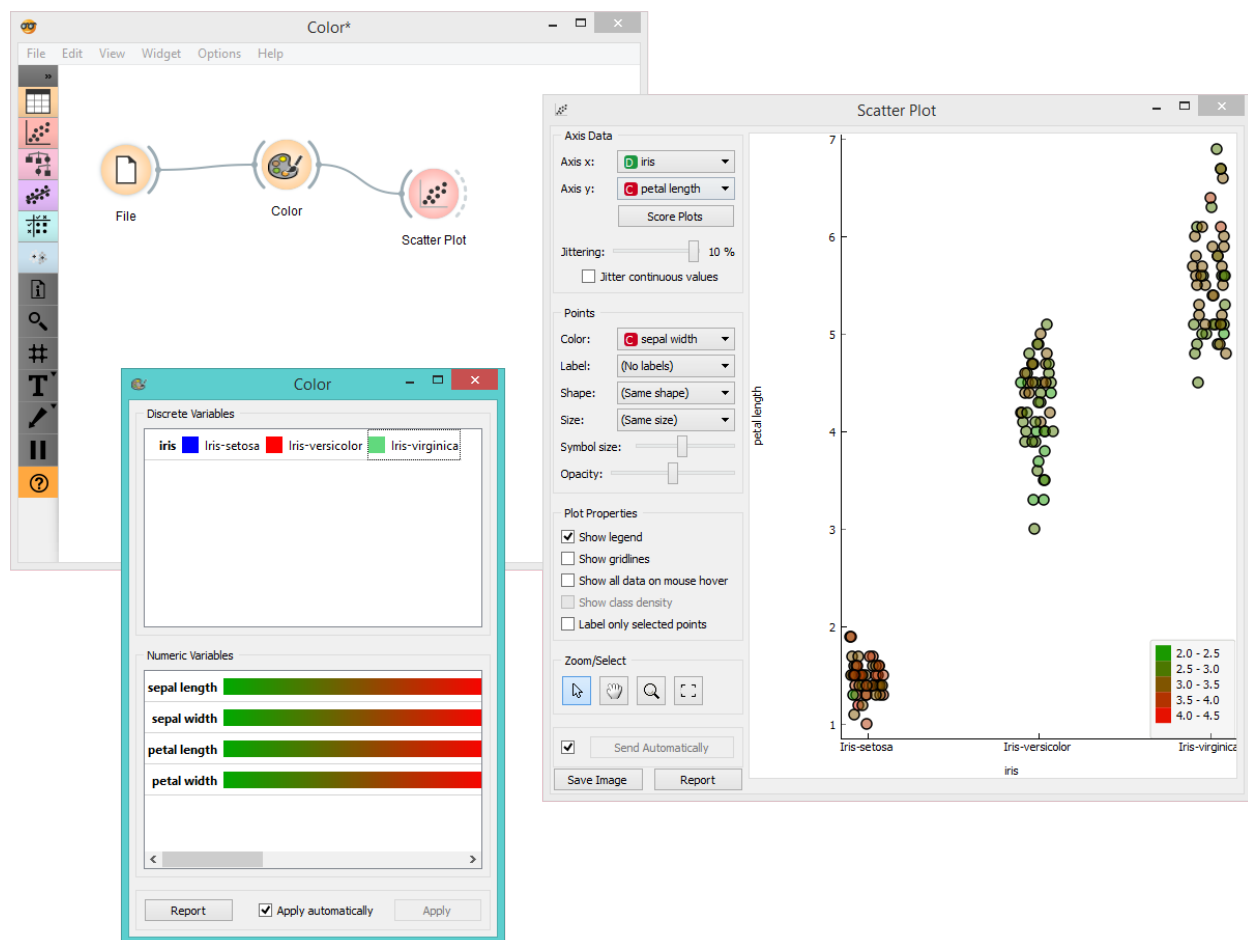 Color*
File Edit View Widget Options Help
»
File
Color
Scatter Plot
Color
Discrete Variables
iris Iris-setosa Iris-versicolor Iris-virginica
Numeric Variables
sepal length
sepal width
petal length
petal width
Report Apply automatically Apply
Scatter Plot
Axis Data
Axis x: D iris
Axis y: C petal length
Score Plots
Jittering: 10 %
Jitter continuous values
Points
Color: C sepal width
Label: (No labels)
Shape: (Same shape)
Size: (Same size)
Symbol size:
Opacity:
Plot Properties
Show legend
Show gridlines
Show all data on mouse hover
Show class density
Label only selected points
Zoom/Select
Send Automatically
Save Image Report
7
6
5
4
3
2
1
petal length
Iris-setosa Iris-versicolor Iris-virginica
iris
2.0 - 2.5
2.5 - 3.0
3.0 - 3.5
3.5 - 4.0
4.0 - 4.5